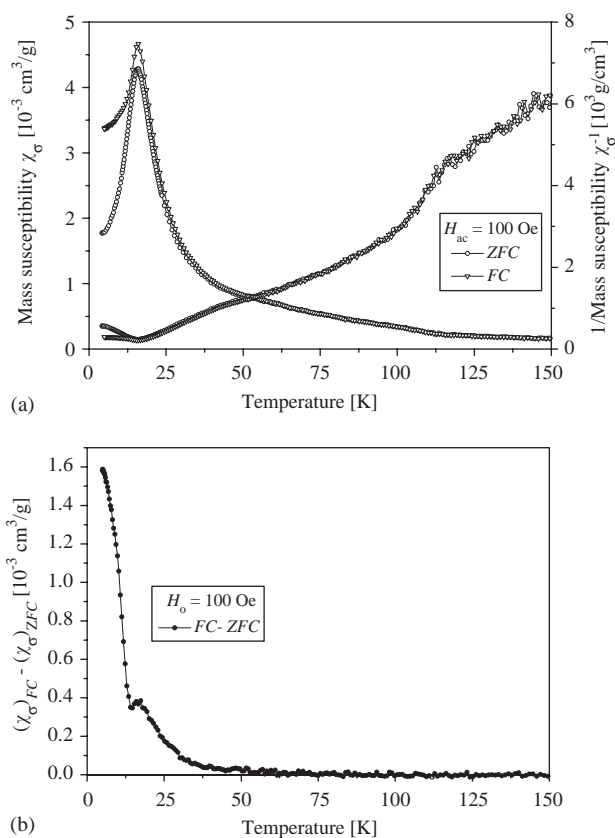 5
4
3
2
1
0
Mass susceptibility χσ [10⁻³ cm³/g]
8
6
4
2
0
1/Mass susceptibility χσ⁻¹ [10³ g/cm³]
Hac = 100 Oe
ZFC
FC
0 25 50 75 100 125 150
Temperature [K]
(a)
1.6
1.4
1.2
1.0
0.8
0.6
0.4
0.2
0.0
(χσ)FC - (χσ)ZFC [10⁻³ cm³/g]
Ho = 100 Oe
FC- ZFC
0 25 50 75 100 125 150
Temperature [K]
(b)